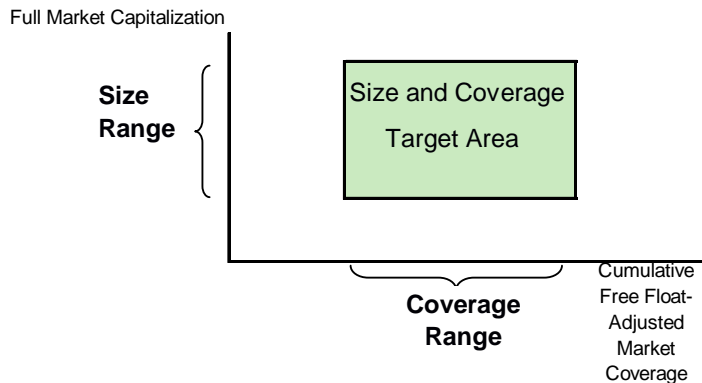 Full Market Capitalization
Size
Range
Size and Coverage
Target Area
Coverage
Range
Cumulative
Free Float-
Adjusted
Market
Coverage